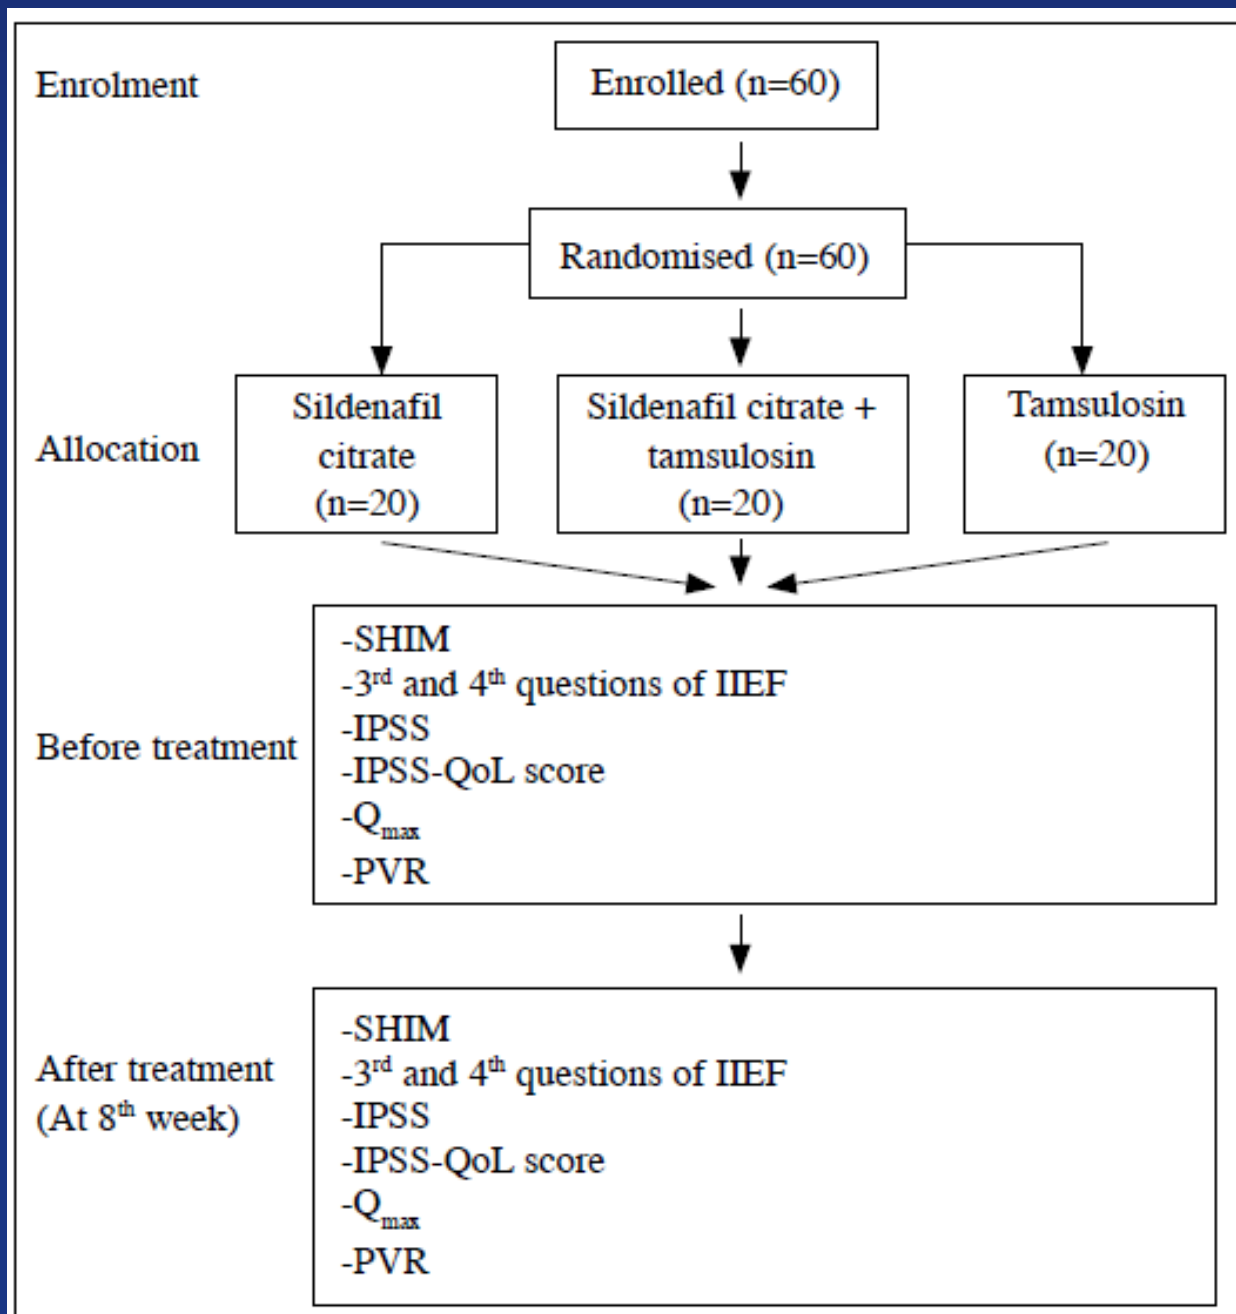 Enrolment
Enrolled (n=60)
Randomised (n=60)
Allocation
Sildenafil
citrate
(n=20)
Sildenafil citrate +
tamsulosin
(n=20)
Tamsulosin
(n=20)
Before treatment
-SHIM
-3rd and 4th questions of IIEF
-IPSS
-IPSS-QoL score
-Qmax
-PVR
After treatment
(At 8th week)
-SHIM
-3rd and 4th questions of IIEF
-IPSS
-IPSS-QoL score
-Qmax
-PVR